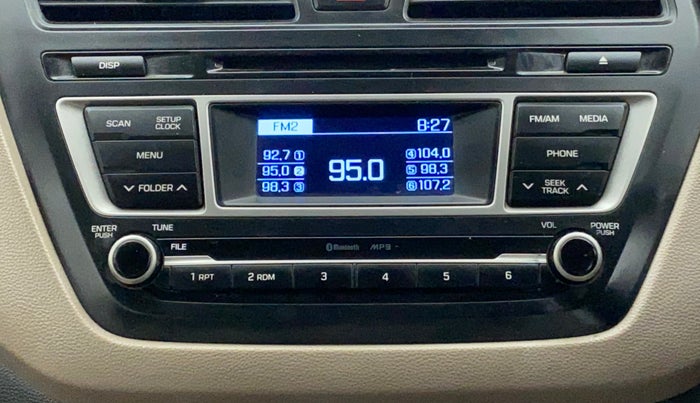 DISP
SCAN SETUP CLOCK
MENU
FOLDER
FM2 8:27
92.7 1 4 104.0
95.0 2 95.0 5 98.3
98.3 3 6 107.2
FM/AM MEDIA
PHONE
SEEK TRACK
ENTER PUSH TUNE
VOL POWER PUSH
FILE Bluetooth MP3
1 RPT 2 RDM 3 4 5 6